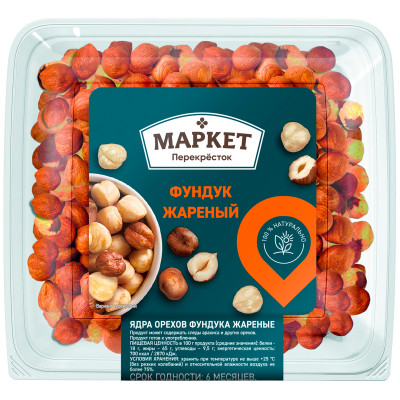 МАРКЕТ
Перекрёсток
ФУНДУК
ЖАРЕНЫЙ
100 % НАТУРАЛЬНО
ЯДРА ОРЕХОВ ФУНДУКА ЖАРЕНЫЕ
Продукт может содержать следы арахиса и других орехов.
Продукт готов к употреблению.
ПИЩЕВАЯ ЦЕННОСТЬ в 100 г продукта (средние значения): белки -
18 г, жиры – 65 г, углеводы – 9,5 г; энергетическая ценность:
700 ккал / 2870 кДж.
УСЛОВИЯ ХРАНЕНИЯ: хранить при температуре не выше +25 °C
(без резких колебаний) и относительной влажности воздуха не
более 75%.
СРОК ГОДНОСТИ: 6 МЕСЯЦЕВ